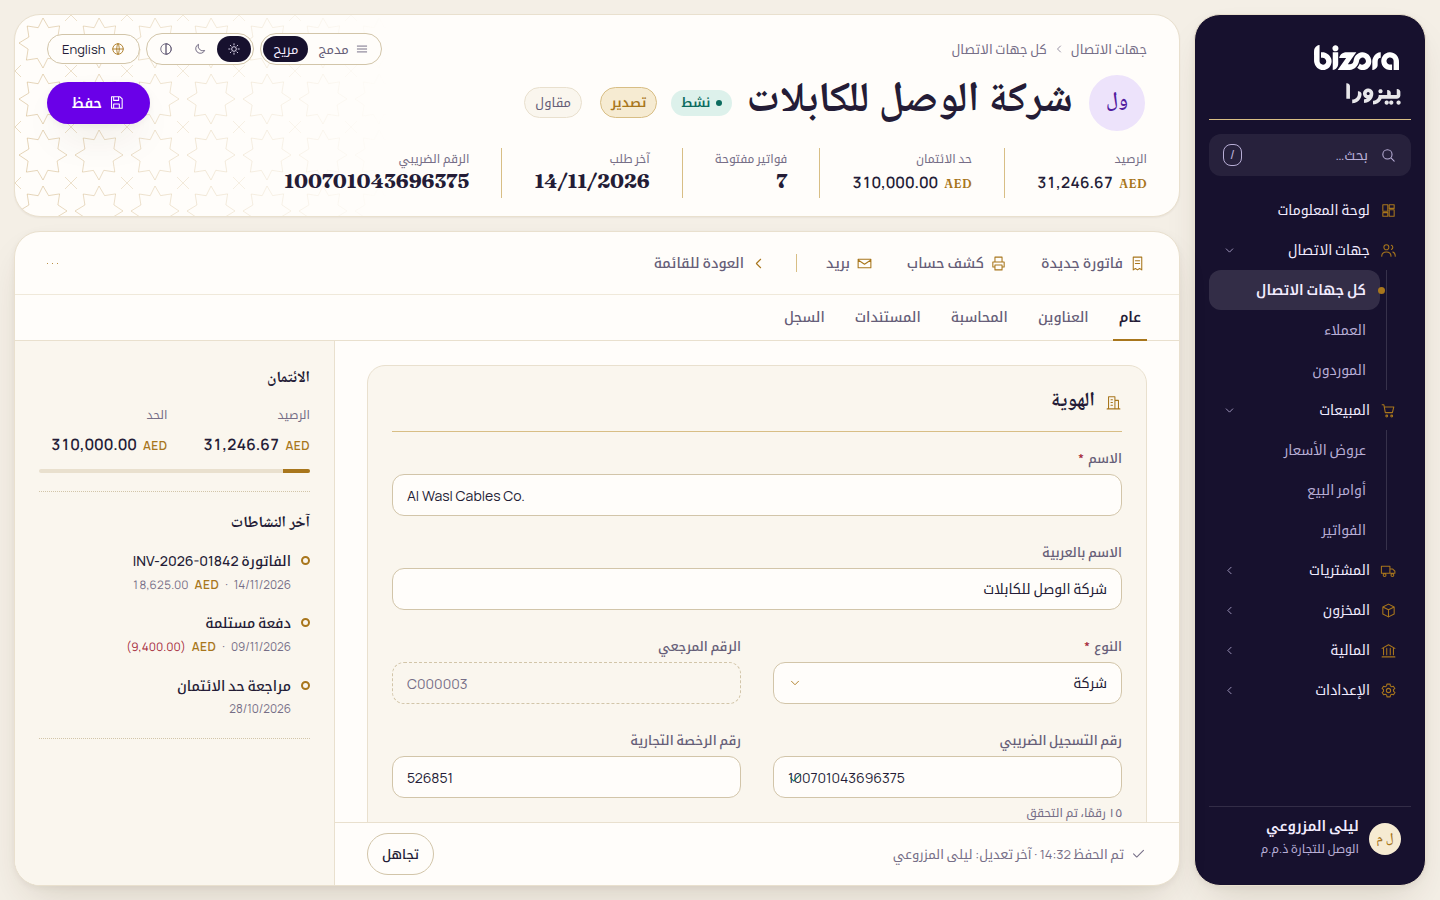 bizora
بيزورا
بحث...
/
لوحة المعلومات
جهات الاتصال
كل جهات الاتصال
العملاء
الموردون
المبيعات
عروض الأسعار
أوامر البيع
الفواتير
المشتريات
المخزون
المالية
الإعدادات
ل م
ليلى المزروعي
الوصل للتجارة ذ.م.م
جهات الاتصال
كل جهات الاتصال
مدمج
مريح
English
ول
شركة الوصل للكابلات
نشط
تصدير
مقاول
حفظ
الرصيد
AED 31,246.67
حد الائتمان
AED 310,000.00
فواتير مفتوحة
7
آخر طلب
14/11/2026
الرقم الضريبي
100701043696375
فاتورة جديدة
كشف حساب
بريد
العودة للقائمة
...
عام
العناوين
المحاسبة
المستندات
السجل
الهوية
الاسم *
Al Wasl Cables Co.
الاسم بالعربية
شركة الوصل للكابلات
النوع *
شركة
الرقم المرجعي
C000003
رقم التسجيل الضريبي
100701043696375
١٥ رقمًا، تم التحقق
رقم الرخصة التجارية
526851
تم الحفظ 14:32 · آخر تعديل: ليلى المزروعي
تجاهل
الائتمان
الرصيد
AED 31,246.67
الحد
AED 310,000.00
آخر النشاطات
الفاتورة INV-2026-01842
14/11/2026 · AED 18,625.00
دفعة مستلمة
09/11/2026 · AED (9,400.00)
مراجعة حد الائتمان
28/10/2026